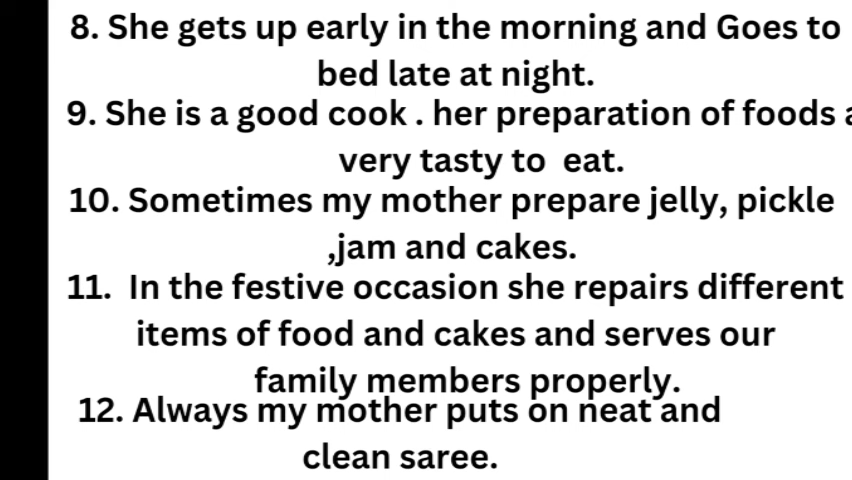 8. She gets up early in the morning and Goes to
bed late at night.
9. She is a good cook . her preparation of foods
very tasty to eat.
10. Sometimes my mother prepare jelly, pickle
,jam and cakes.
11. In the festive occasion she repairs different
items of food and cakes and serves our
family members properly.
12. Always my mother puts on neat and
clean saree.